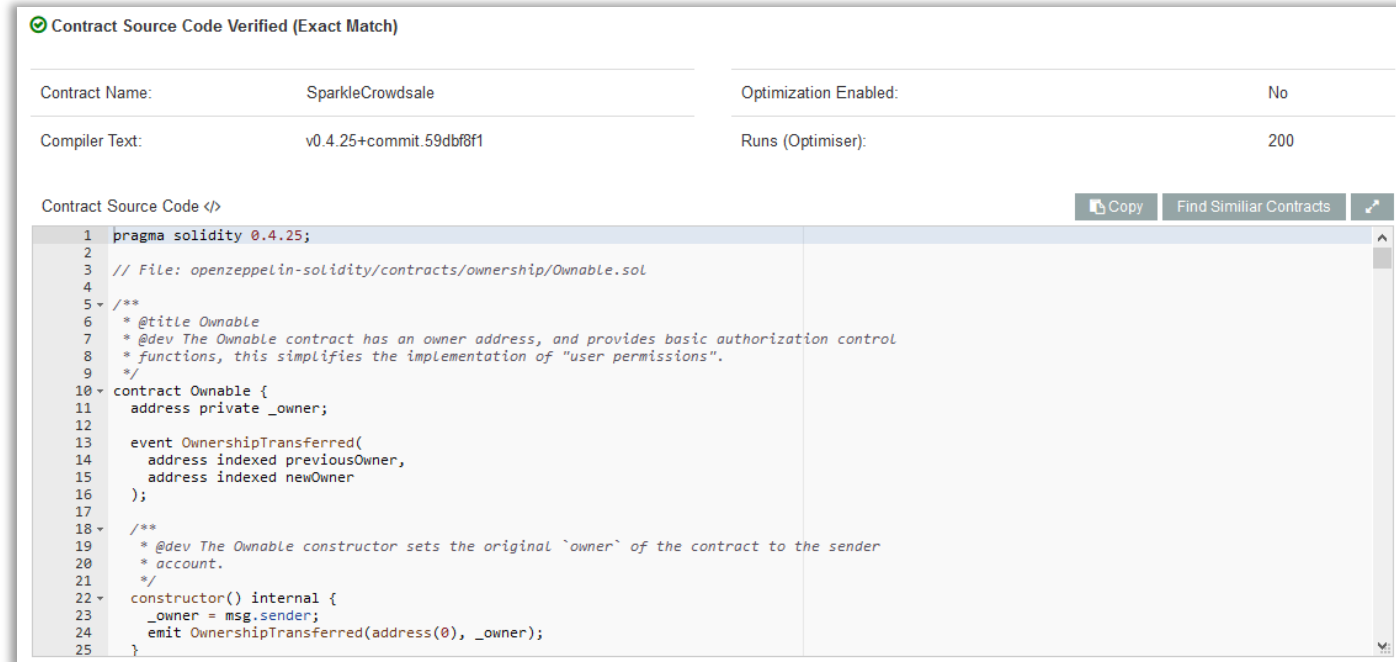 Contract Source Code Verified (Exact Match)
Contract Name: SparkleCrowdsale Optimization Enabled: No
Compiler Text: v0.4.25+commit.59dbf8f1 Runs (Optimiser): 200
Contract Source Code </> Copy Find Similiar Contracts
1 pragma solidity 0.4.25;
2
3 // File: openzeppelin-solidity/contracts/ownership/Ownable.sol
4
5 /**
6 * @title Ownable
7 * @dev The Ownable contract has an owner address, and provides basic authorization control
8 * functions, this simplifies the implementation of "user permissions".
9 */
10 contract Ownable {
11 address private _owner;
12
13 event OwnershipTransferred(
14 address indexed previousOwner,
15 address indexed newOwner
16 );
17
18 /**
19 * @dev The Ownable constructor sets the original `owner` of the contract to the sender
20 * account.
21 */
22 constructor() internal {
23 _owner = msg.sender;
24 emit OwnershipTransferred(address(0), _owner);
25 }